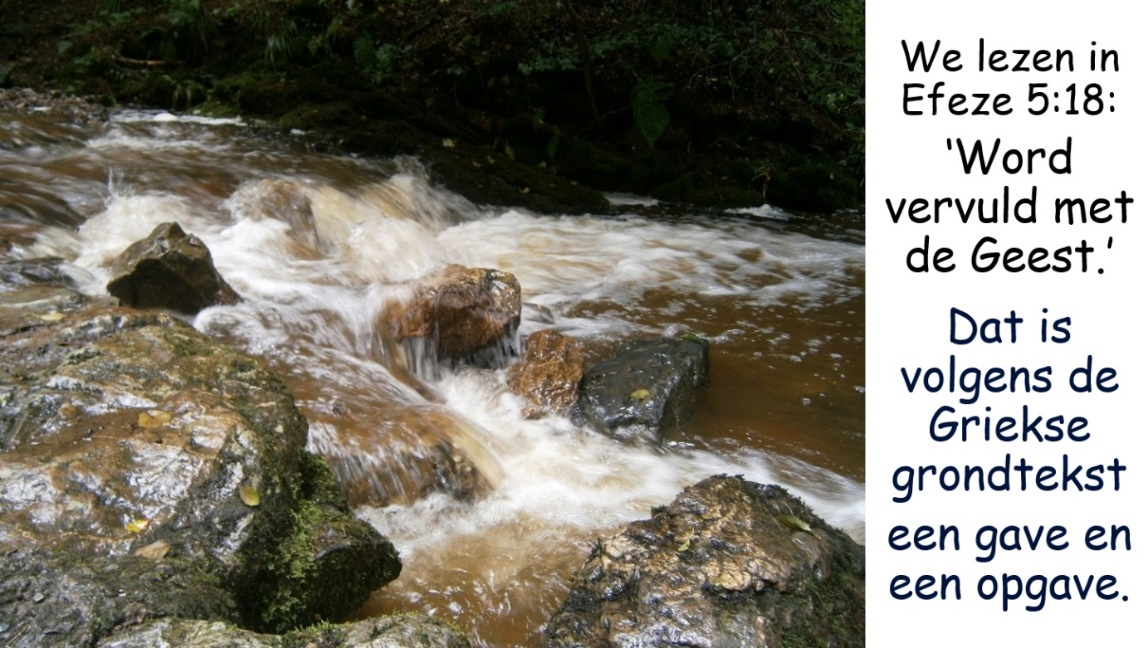 We lezen in
Efeze 5:18:
‘Word
vervuld met
de Geest.’
Dat is
volgens de
Griekse
grondtekst
een gave en
een opgave.